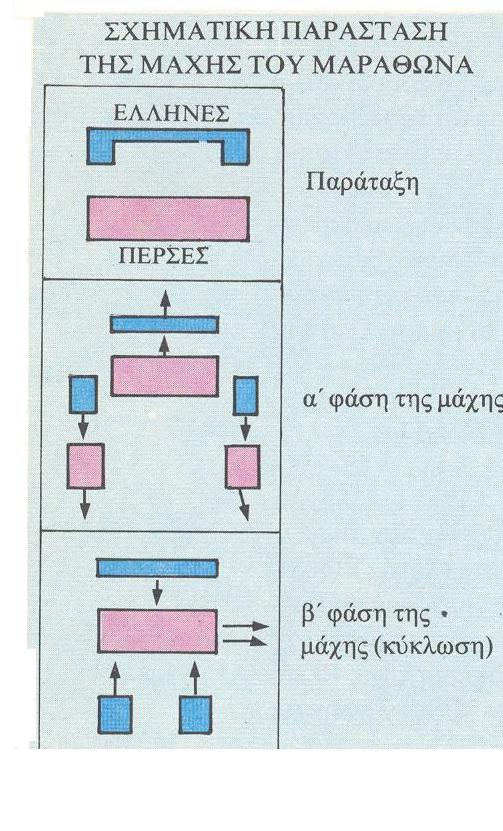 ΣΧΗΜΑΤΙΚΗ ΠΑΡΑΣΤΑΣΗ
ΤΗΣ ΜΑΧΗΣ ΤΟΥ ΜΑΡΑΘΩΝΑ
ΕΛΛΗΝΕΣ
Παράταξη
ΠΕΡΣΕΣ
α΄ φάση της μάχης
β΄ φάση της
μάχης (κύκλωση)